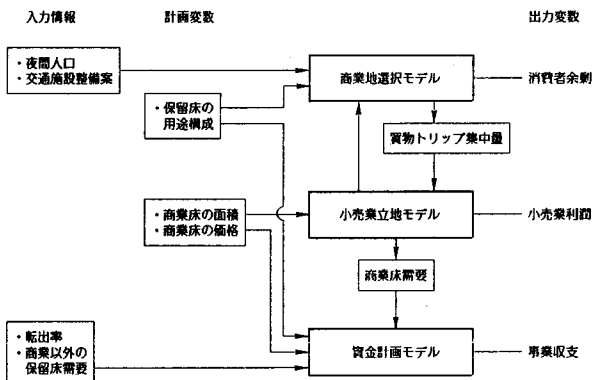 入力情報
計画変数
出力変数
・夜間人口
・交通施設整備案
商業地選択モデル
消費者余剰
・保留床の
用途構成
買物トリップ集中量
・商業床の面積
・商業床の価格
小売業立地モデル
小売業利潤
商業床需要
・転出率
・商業以外の
保留床需要
資金計画モデル
事業収支